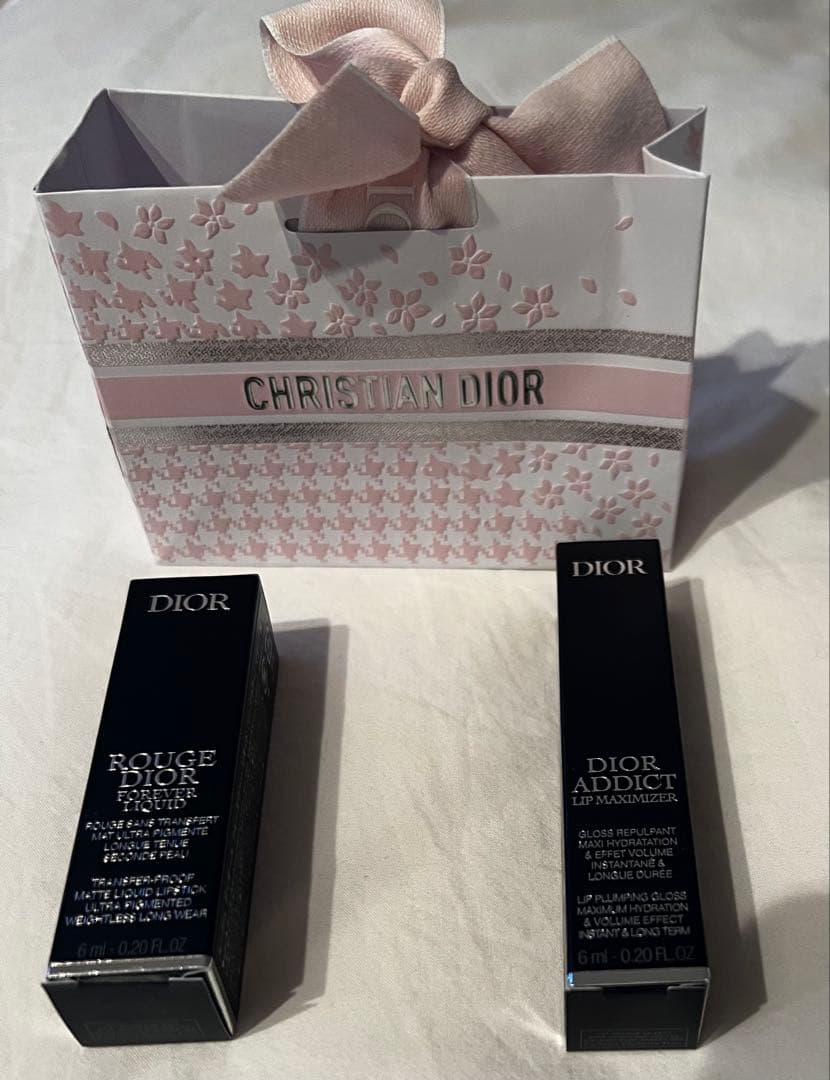 CHRISTIAN DIOR
DIOR
ROUGE
DIOR
FOREVER
LIQUID
ROUGE SANS TRANSFERT
MAT ULTRA PIGMENTÉ
LONGUE TENUE
SECONDE PEAU
TRANSFER-PROOF
MATTE LIQUID LIPSTICK
ULTRA PIGMENTED
WEIGHTLESS LONG WEAR
6 ml - 0.20 FL.OZ
DIOR
DIOR
ADDICT
LIP MAXIMIZER
GLOSS REPULPANT
MAXI HYDRATATION
& EFFET VOLUME
INSTANTANÉ &
LONGUE DURÉE
LIP PLUMPING GLOSS
MAXIMUM HYDRATION
& VOLUME EFFECT
INSTANT & LONG TERM
6 ml - 0.20 FL.OZ